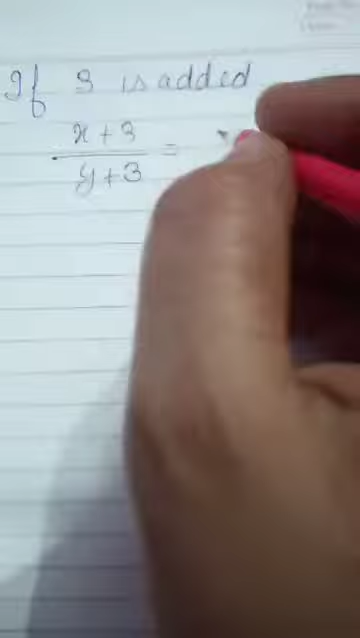 If 3 is added
x + 3
y + 3 =